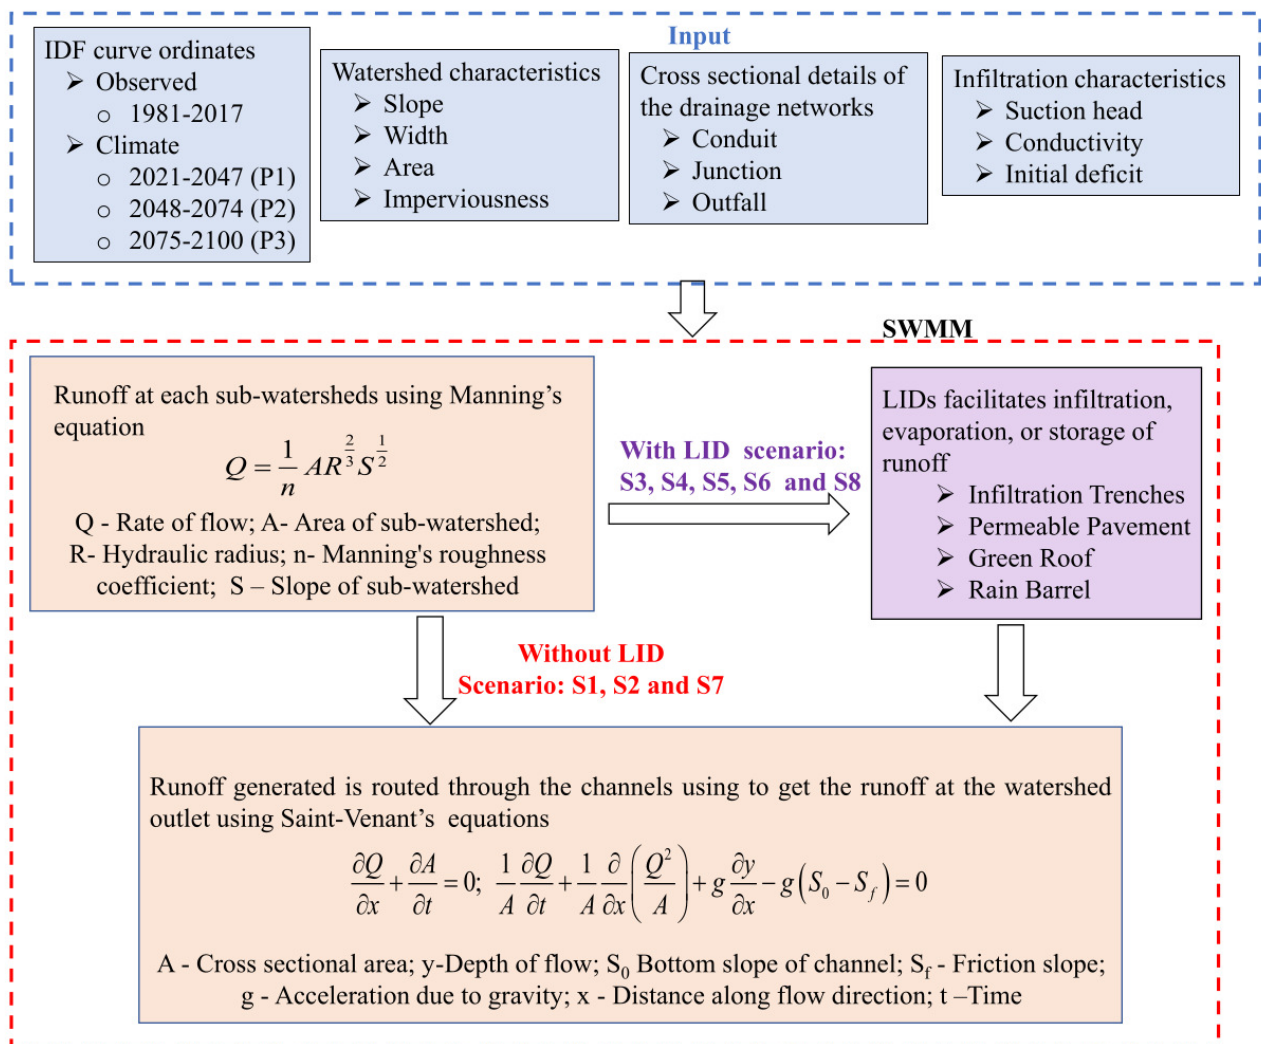 Input
IDF curve ordinates
➢ Observed
o 1981-2017
➢ Climate
o 2021-2047 (P1)
o 2048-2074 (P2)
o 2075-2100 (P3)
Watershed characteristics
➢ Slope
➢ Width
➢ Area
➢ Imperviousness
Cross sectional details of
the drainage networks
➢ Conduit
➢ Junction
➢ Outfall
Infiltration characteristics
➢ Suction head
➢ Conductivity
➢ Initial deficit
SWMM
Runoff at each sub-watersheds using Manning’s
equation
Q = 1/n AR^(2/3) S^(1/2)
Q - Rate of flow; A- Area of sub-watershed;
R- Hydraulic radius; n- Manning's roughness
coefficient; S – Slope of sub-watershed
With LID scenario:
S3, S4, S5, S6 and S8
LIDs facilitates infiltration,
evaporation, or storage of
runoff
➢ Infiltration Trenches
➢ Permeable Pavement
➢ Green Roof
➢ Rain Barrel
Without LID
Scenario: S1, S2 and S7
Runoff generated is routed through the channels using to get the runoff at the watershed
outlet using Saint-Venant’s equations
∂Q/∂x + ∂A/∂t = 0; 1/A ∂Q/∂t + 1/A ∂/∂x (Q²/A) + g ∂y/∂x − g(S₀ − S_f) = 0
A - Cross sectional area; y-Depth of flow; S₀ Bottom slope of channel; S_f - Friction slope;
g - Acceleration due to gravity; x - Distance along flow direction; t –Time